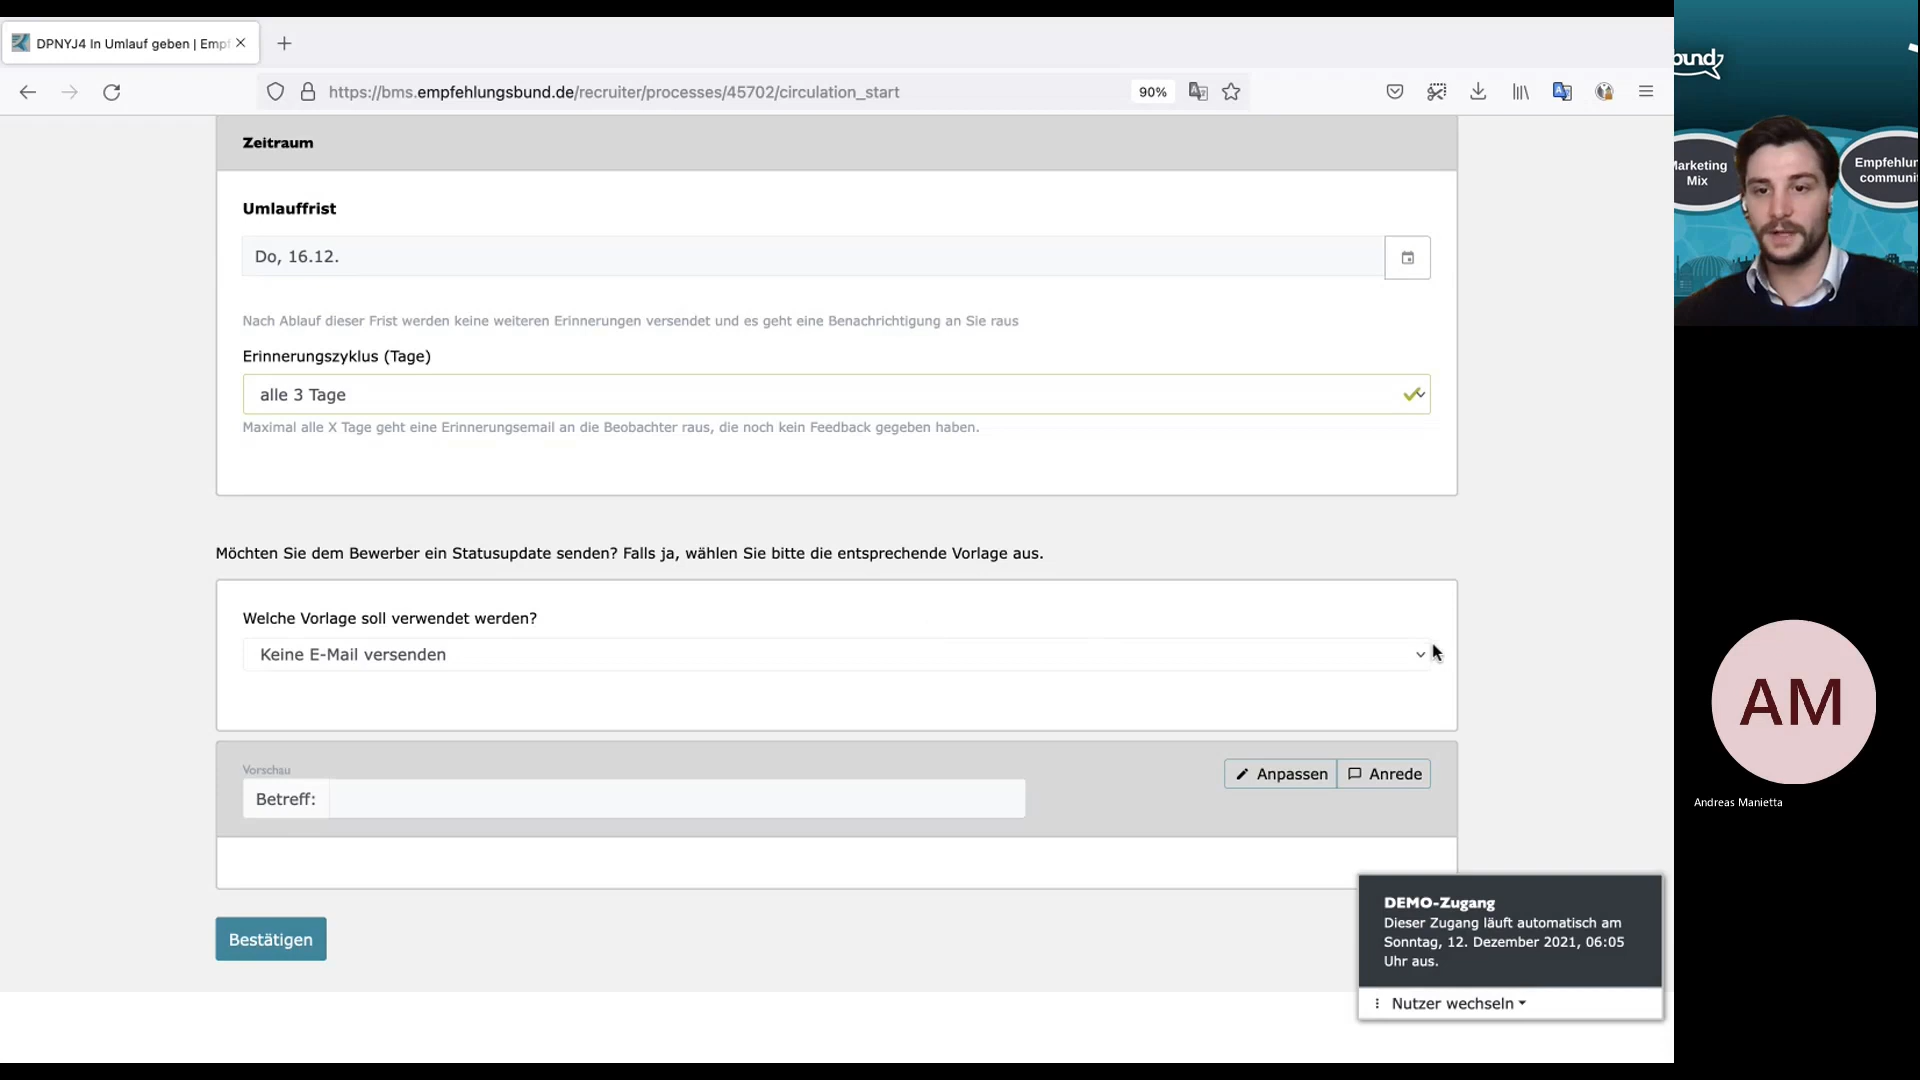 DPNYJ4 In Umlauf geben | Empf
https://bms.empfehlungsbund.de/recruiter/processes/45702/circulation_start
90%
Zeitraum
Umlauffrist
Do, 16.12.
Nach Ablauf dieser Frist werden keine weiteren Erinnerungen versendet und es geht eine Benachrichtigung an Sie raus
Erinnerungszyklus (Tage)
alle 3 Tage
Maximal alle X Tage geht eine Erinnerungsemail an die Beobachter raus, die noch kein Feedback gegeben haben.
Möchten Sie dem Bewerber ein Statusupdate senden? Falls ja, wählen Sie bitte die entsprechende Vorlage aus.
Welche Vorlage soll verwendet werden?
Keine E-Mail versenden
Vorschau
Betreff:
Anpassen
Anrede
Bestätigen
DEMO-Zugang
Dieser Zugang läuft automatisch am
Sonntag, 12. Dezember 2021, 06:05
Uhr aus.
Nutzer wechseln
bund
Marketing
Mix
Empfehlun
communi
AM
Andreas Manietta